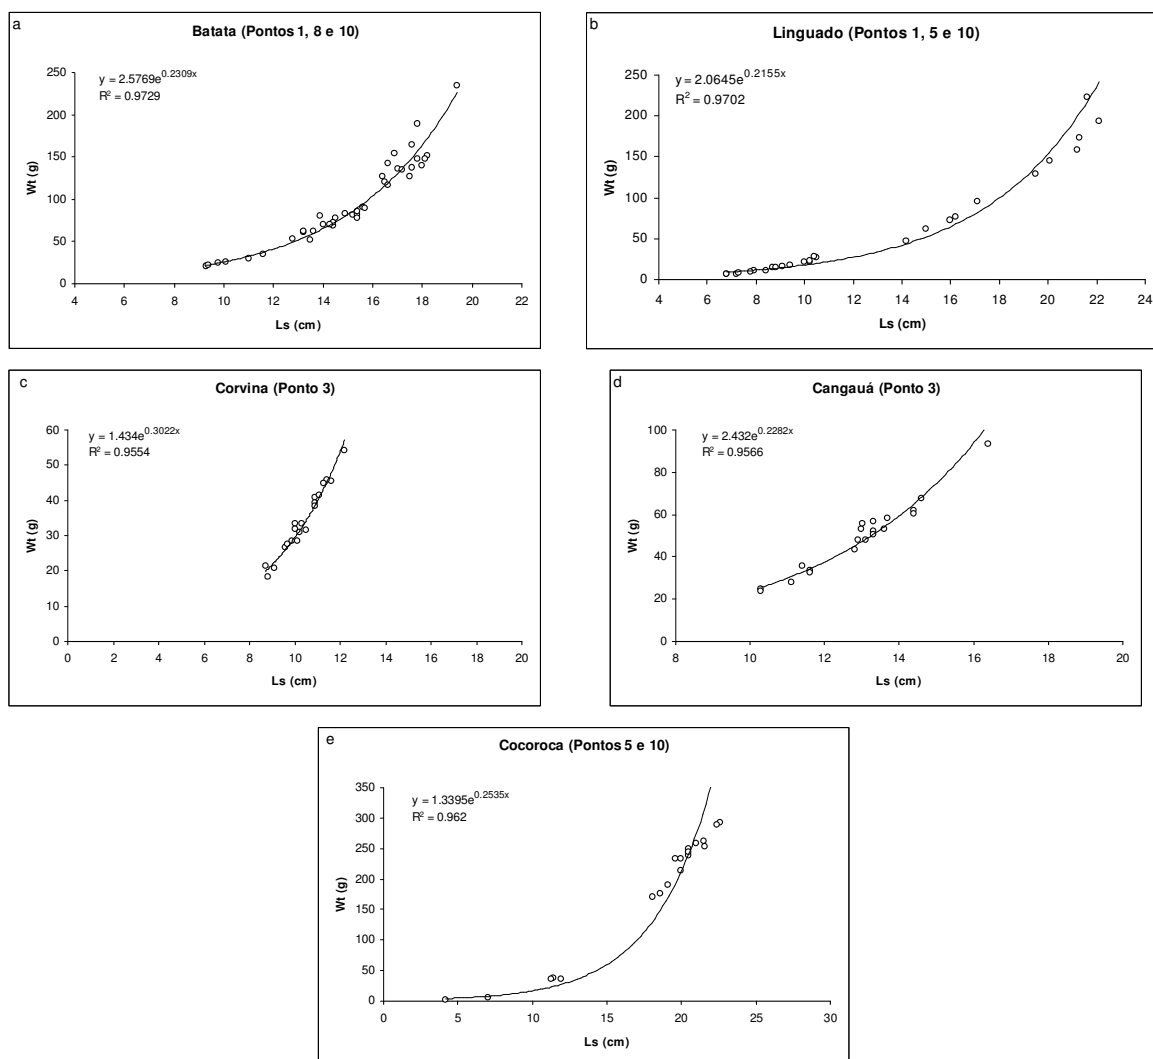 a
Batata (Pontos 1, 8 e 10)
y = 2.5769e^0.2309x
R² = 0.9729
250
200
150
100
50
0
Wt (g)
4 6 8 10 12 14 16 18 20 22
Ls (cm)
b
Linguado (Pontos 1, 5 e 10)
y = 2.0645e^0.2155x
R² = 0.9702
250
200
150
100
50
0
Wt (g)
4 6 8 10 12 14 16 18 20 22 24
Ls (cm)
c
Corvina (Ponto 3)
y = 1.434e^0.3022x
R² = 0.9554
60
50
40
30
20
10
0
Wt (g)
0 2 4 6 8 10 12 14 16 18 20
Ls (cm)
d
Cangauá (Ponto 3)
y = 2.432e^0.2282x
R² = 0.9566
100
80
60
40
20
0
Wt (g)
8 10 12 14 16 18 20
Ls (cm)
e
Cocoroca (Pontos 5 e 10)
y = 1.3395e^0.2535x
R² = 0.962
350
300
250
200
150
100
50
0
Wt (g)
0 5 10 15 20 25 30
Ls (cm)